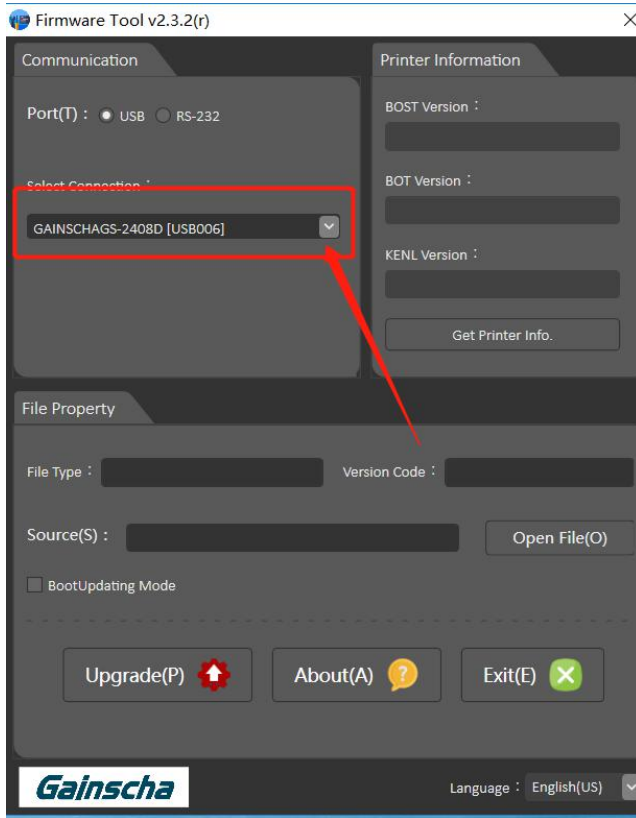 Firmware Tool v2.3.2(r)
Communication
Port(T) : USB RS-232
Select Connection :
GAINSCHAGS-2408D [USB006]
Printer Information
BOST Version :
BOT Version :
KENL Version :
Get Printer Info.
File Property
File Type :
Version Code :
Source(S) :
Open File(O)
BootUpdating Mode
Upgrade(P)
About(A)
?
Exit(E)
Gainscha
Language : English(US)